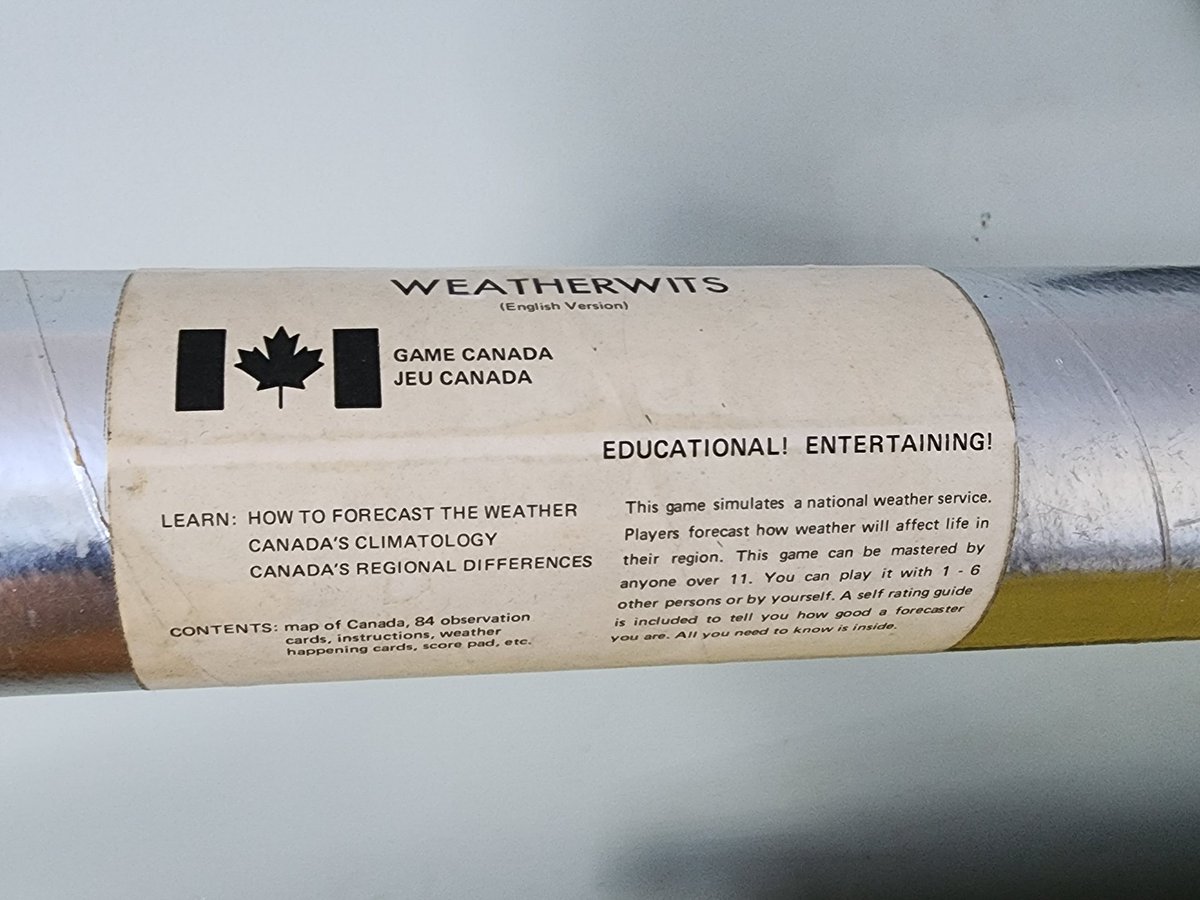 WEATHERWITS
(English Version)
GAME CANADA
JEU CANADA
EDUCATIONAL! ENTERTAINING!
LEARN: HOW TO FORECAST THE WEATHER
CANADA'S CLIMATOLOGY
CANADA'S REGIONAL DIFFERENCES
CONTENTS: map of Canada, 84 observation
cards, instructions, weather
happening cards, score pad, etc.
This game simulates a national weather service.
Players forecast how weather will affect life in
their region. This game can be mastered by
anyone over 11. You can play it with 1 - 6
other persons or by yourself. A self rating guide
is included to tell you how good a forecaster
you are. All you need to know is inside.